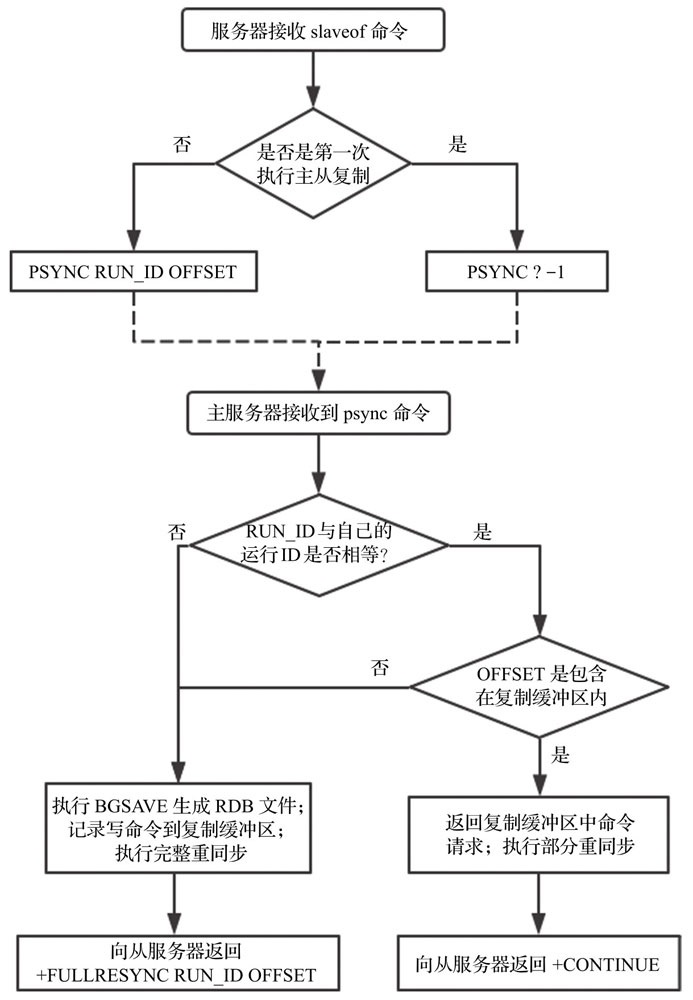 服务器接收 slaveof 命令
否
是否是第一次
执行主从复制
是
PSYNC RUN_ID OFFSET
PSYNC ? −1
主服务器接收到 psync 命令
否
RUN_ID 与自己的
运行 ID 是否相等?
是
否
OFFSET 是包含
在复制缓冲区内
是
执行 BGSAVE 生成 RDB 文件;
记录写命令到复制缓冲区;
执行完整重同步
返回复制缓冲区中命令
请求；执行部分重同步
向从服务器返回
+FULLRESYNC RUN_ID OFFSET
向从服务器返回 +CONTINUE